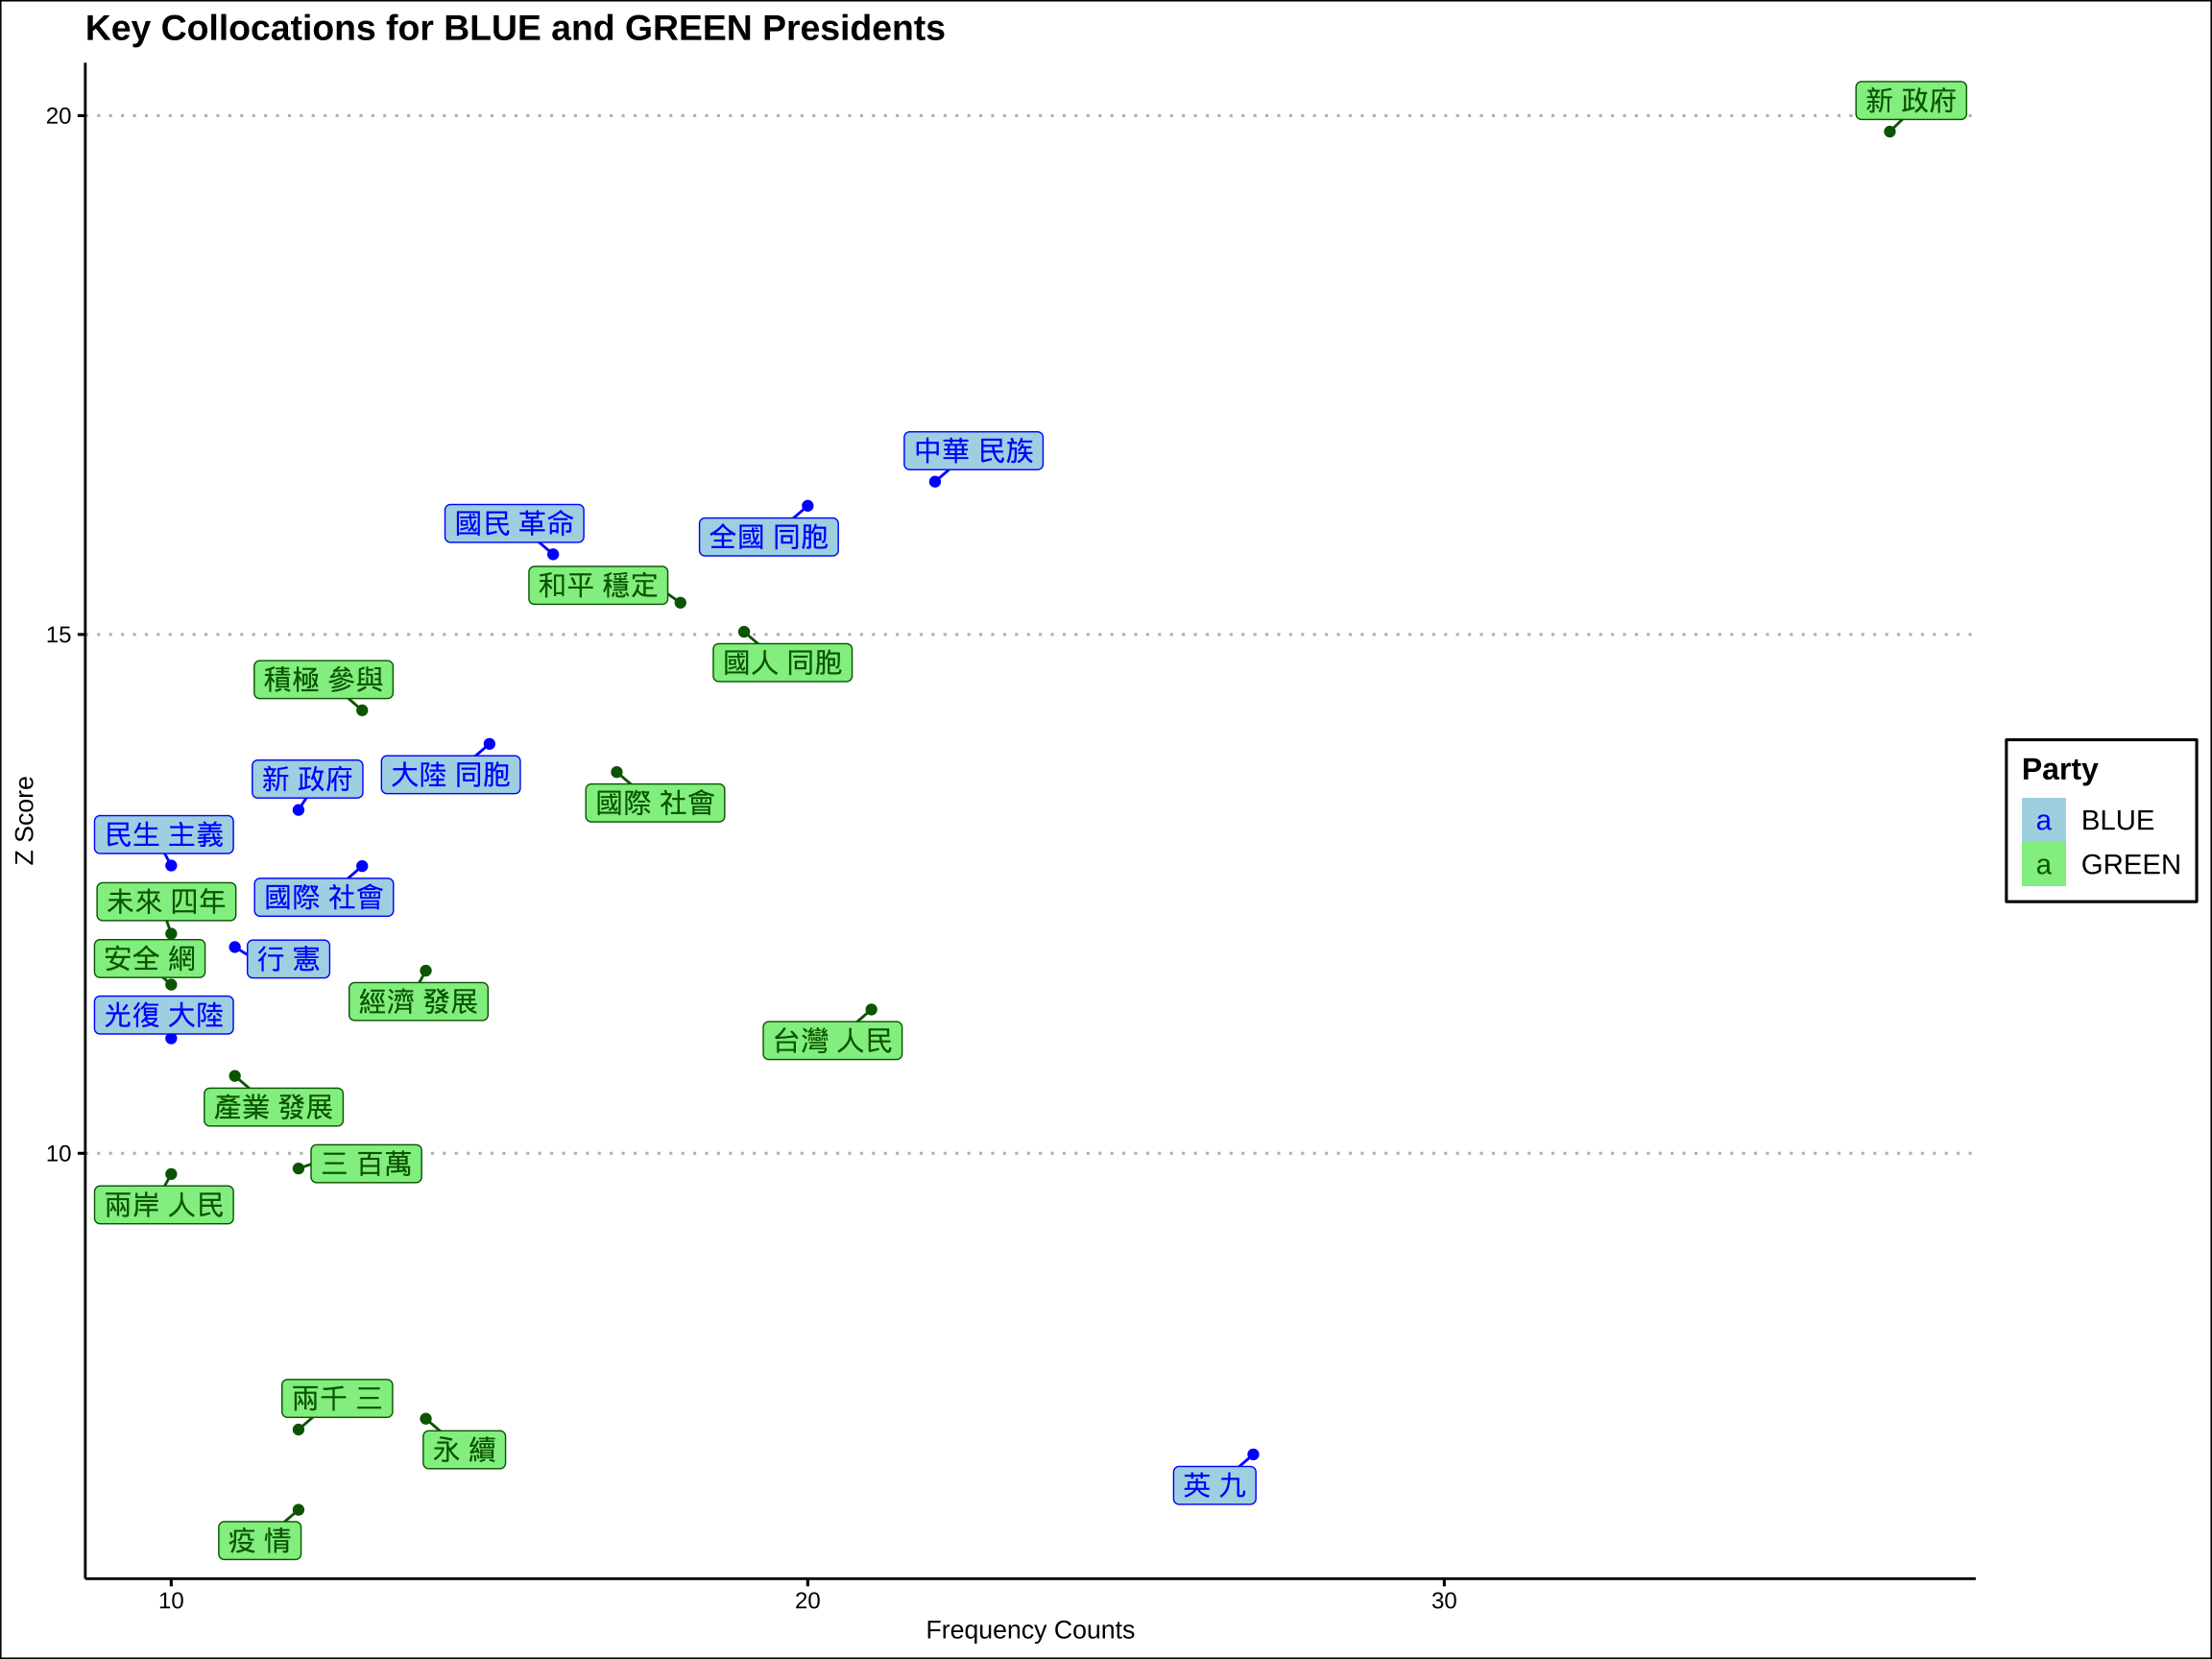 Key Collocations for BLUE and GREEN Presidents
20
新 政府
中華 民族
國民 革命
全國 同胞
和平 穩定
15
國人 同胞
積極 參與
新 政府
大陸 同胞
國際 社會
民生 主義
國際 社會
未來 四年
安全 網
行 憲
光復 大陸
經濟 發展
台灣 人民
產業 發展
10
三 百萬
兩岸 人民
兩千 三
永 續
英 九
疫 情
Z Score
10
20
30
Frequency Counts
Party
a BLUE
a GREEN